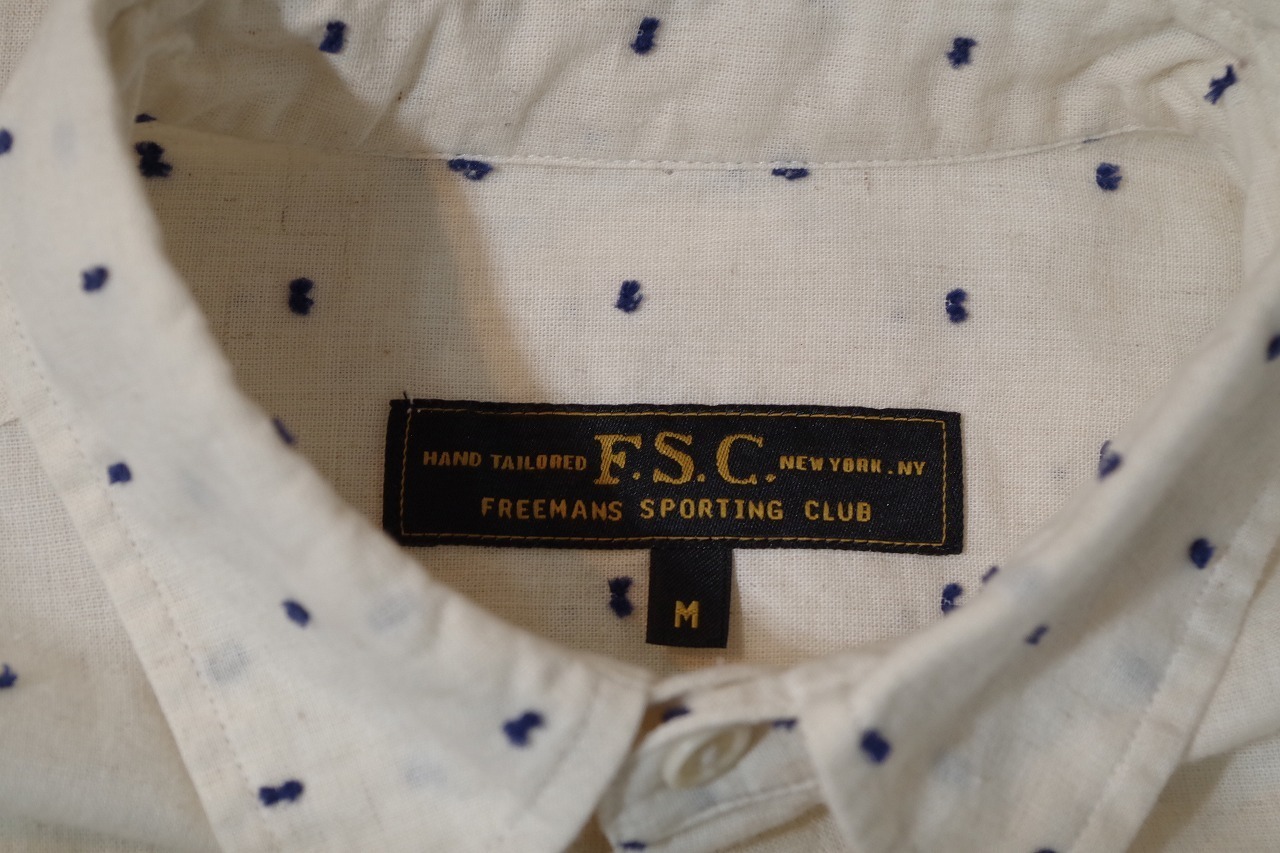 HAND TAILORED F.S.C. NEW YORK.NY
FREEMANS SPORTING CLUB
M